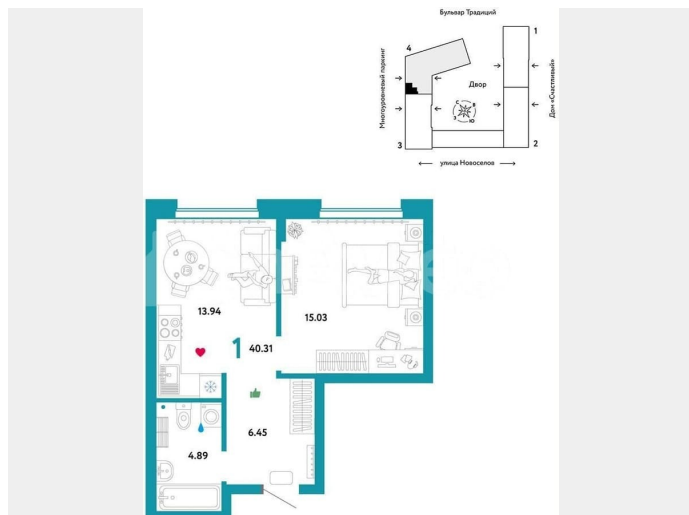 Бульвар Традиций
1
4
Многоуровневый паркинг
Двор
Дом «Счастливый»
С
В
З
Ю
3
2
улица Новоселов
13.94
15.03
1 40.31
6.45
4.89